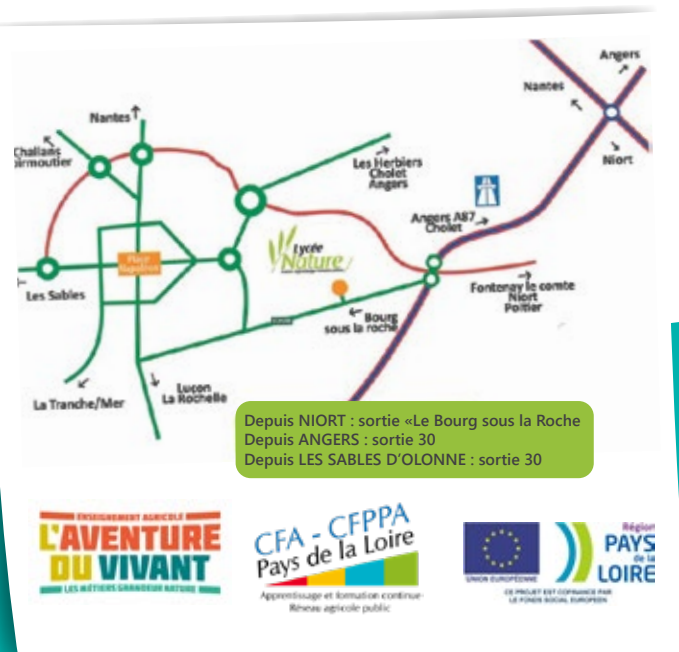 Angers
Nantes
Niort
Nantes
Challans
Noirmoutier
Les Herbiers
Cholet
Angers
Angers A87
Cholet
Lycée
Nature
Place
Napoléon
Les Sables
Fontenay le comte
Niort
Poitier
Bourg
sous la roche
La Tranche/Mer
Luçon
La Rochelle
Depuis NIORT : sortie «Le Bourg sous la Roche
Depuis ANGERS : sortie 30
Depuis LES SABLES D'OLONNE : sortie 30
ENSEIGNEMENT AGRICOLE
L'AVENTURE
DU VIVANT
LES MÉTIERS GRANDEUR NATURE
CFA - CFPPA
Pays de la Loire
Apprentissage et formation continue
Réseau agricole public
UNION EUROPÉENNE
Région
PAYS
de la
LOIRE
CE PROJET EST COFINANCÉ PAR
LE FONDS SOCIAL EUROPÉEN